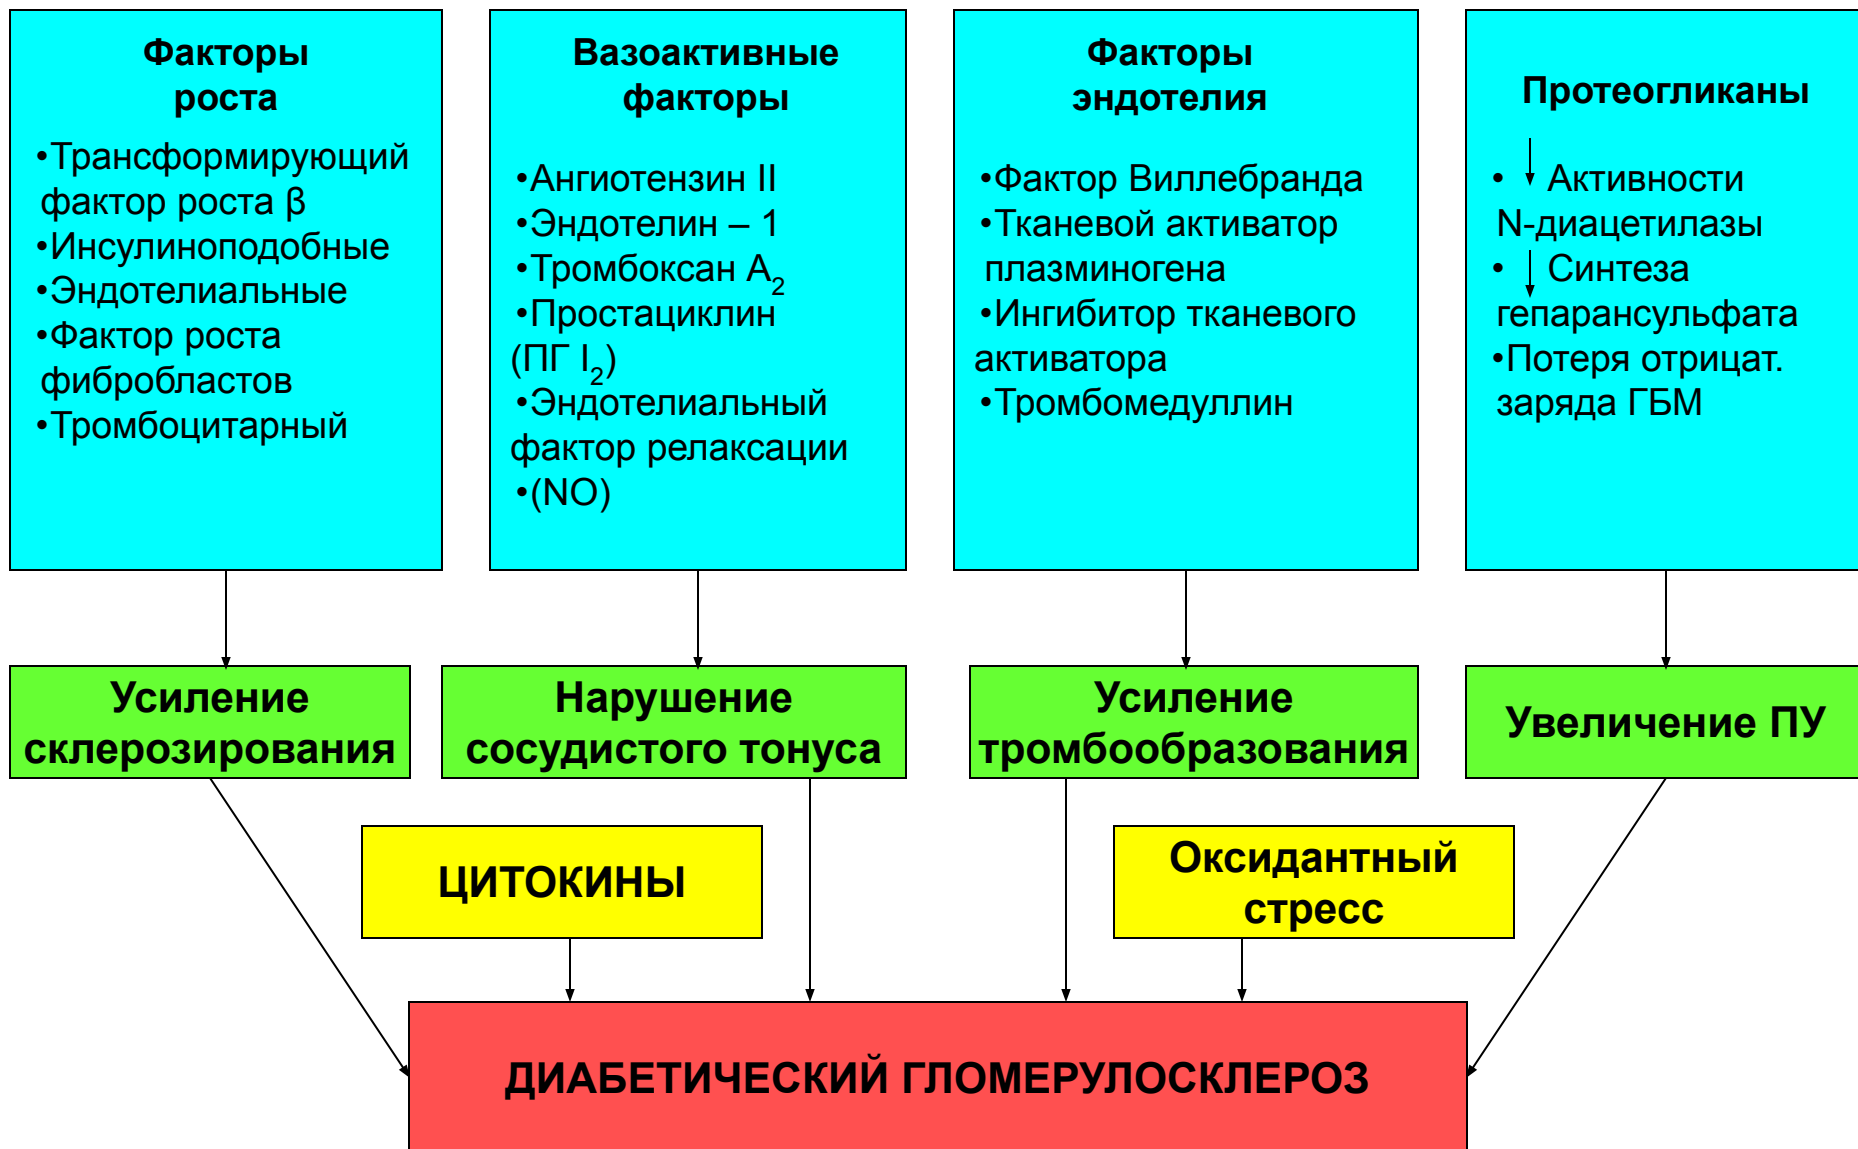 Факторы
роста
•Трансформирующий
фактор роста β
•Инсулиноподобные
•Эндотелиальные
•Фактор роста
фибробластов
•Тромбоцитарный
Вазоактивные
факторы
•Ангиотензин II
•Эндотелин – 1
•Тромбоксан А2
•Простациклин
(ПГ I2)
•Эндотелиальный
фактор релаксации
•(NO)
Факторы
эндотелия
•Фактор Виллебранда
•Тканевой активатор
плазминогена
•Ингибитор тканевого
активатора
•Тромбомедуллин
Протеогликаны
• ↓ Активности
N-диацетилазы
• ↓ Синтеза
гепарансульфата
•Потеря отрицат.
заряда ГБМ
Усиление
склерозирования
Нарушение
сосудистого тонуса
Усиление
тромбообразования
Увеличение ПУ
ЦИТОКИНЫ
Оксидантный
стресс
ДИАБЕТИЧЕСКИЙ ГЛОМЕРУЛОСКЛЕРОЗ